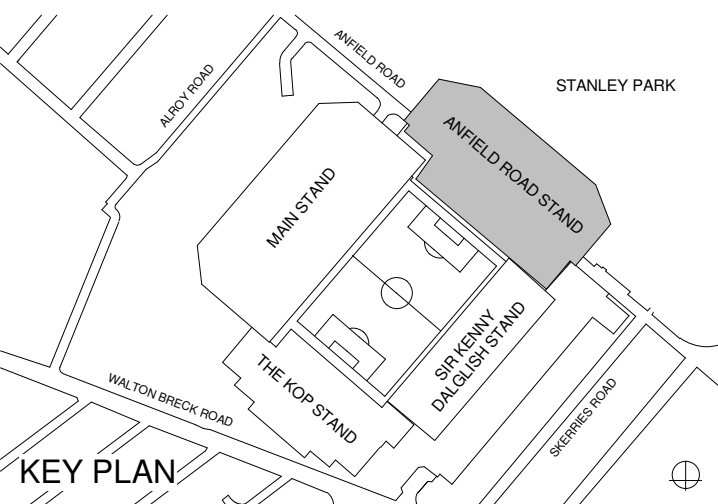 ANFIELD ROAD
STANLEY PARK
ALROY ROAD
ANFIELD ROAD STAND
MAIN STAND
SIR KENNY
DALGLISH STAND
THE KOP STAND
WALTON BRECK ROAD
SKERRIES ROAD
KEY PLAN